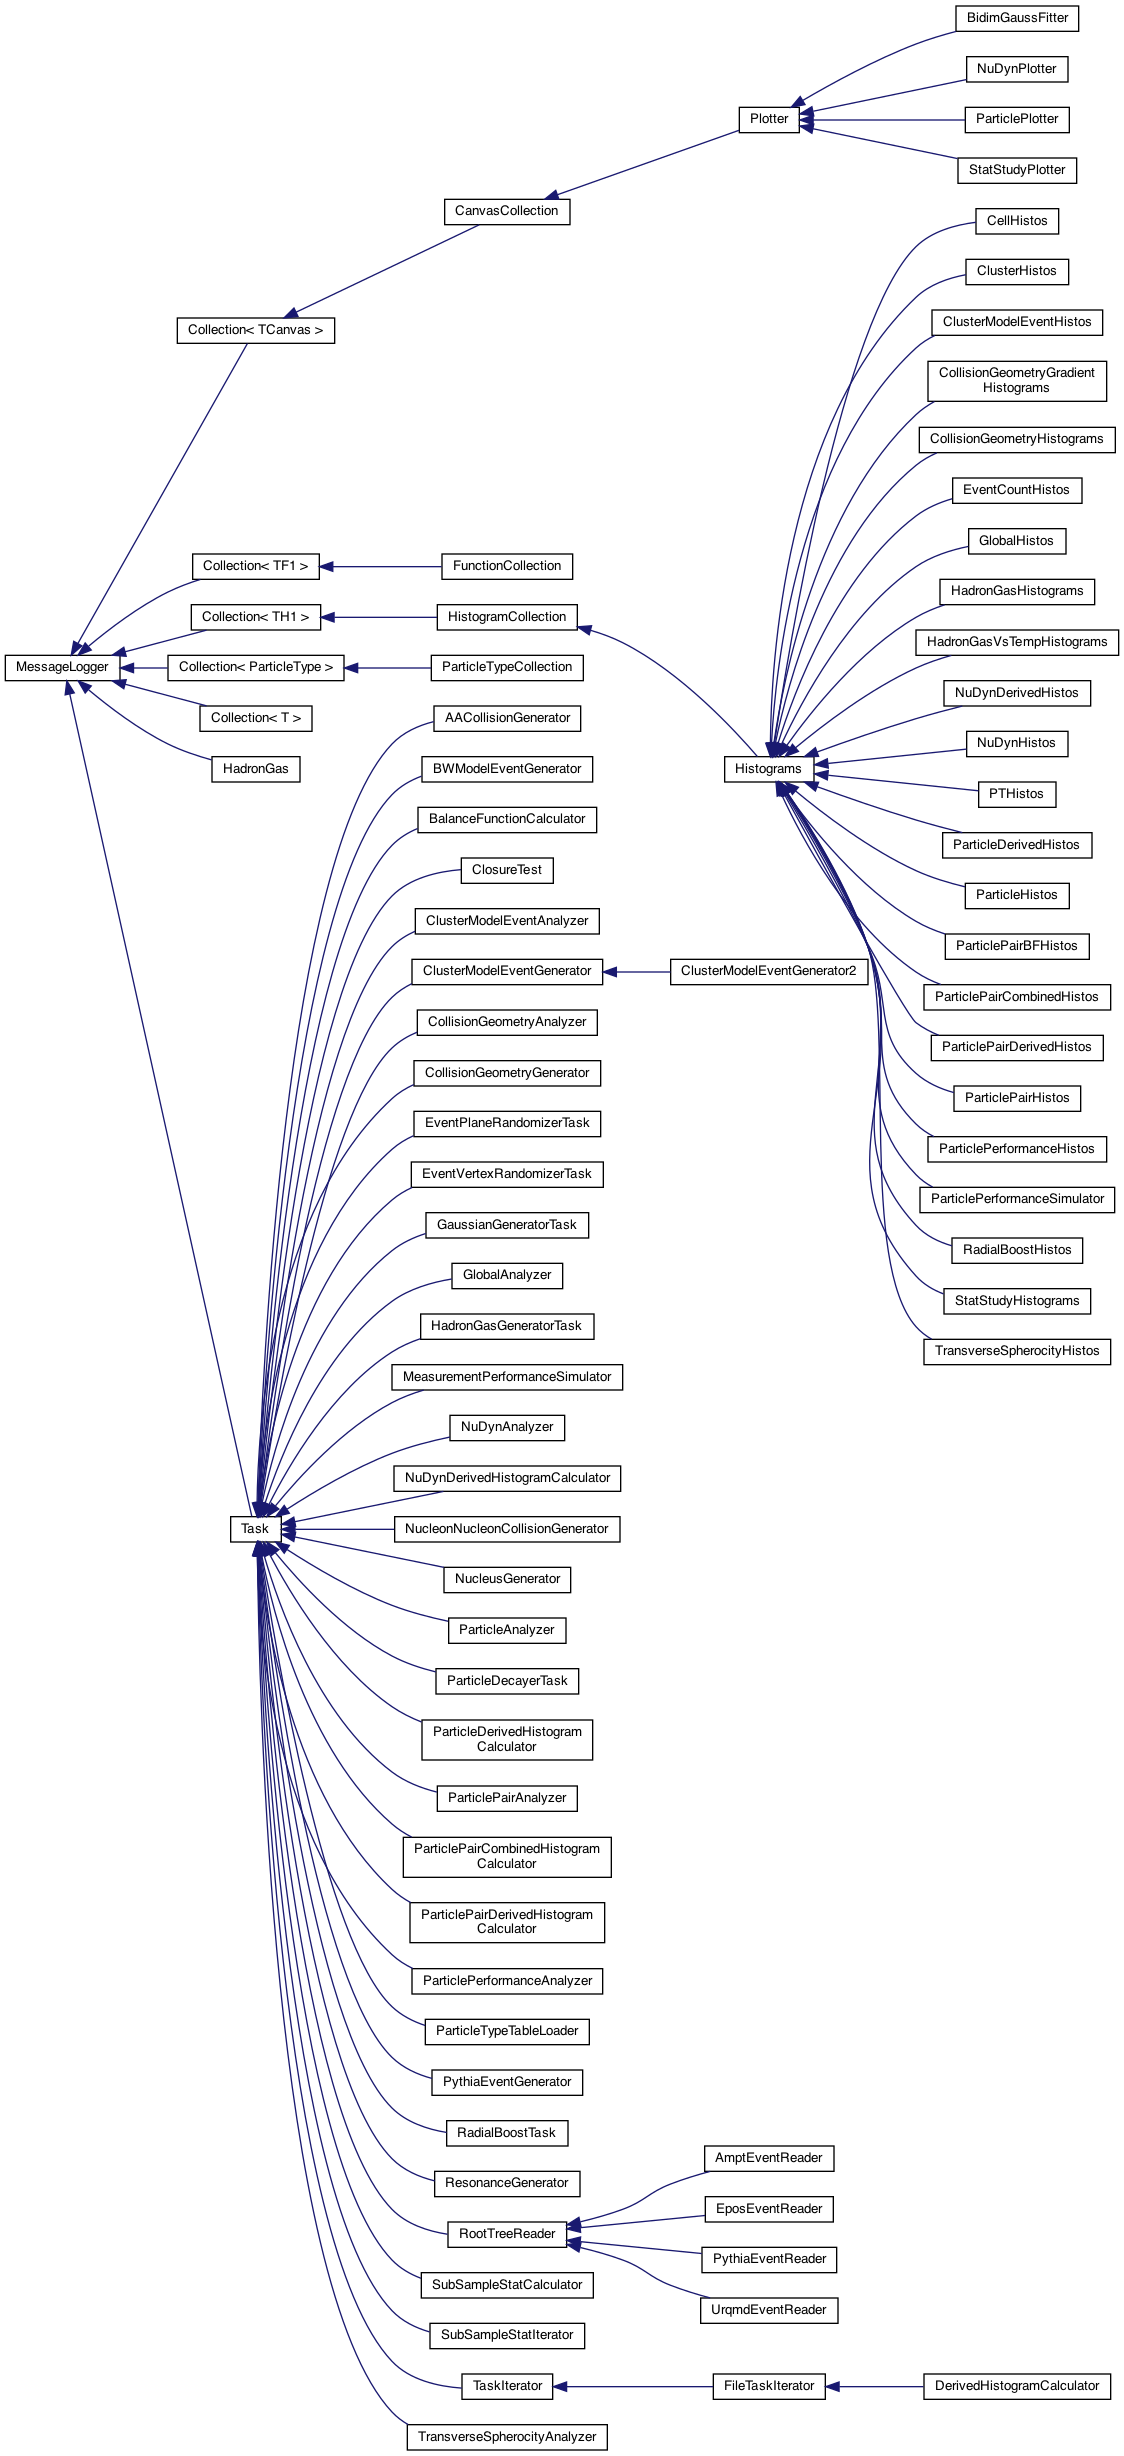 BidimGaussFitter
NuDynPlotter
Plotter
ParticlePlotter
StatStudyPlotter
CanvasCollection
CellHistos
ClusterHistos
Collection< TCanvas >
ClusterModelEventHistos
CollisionGeometryGradient
Histograms
CollisionGeometryHistograms
EventCountHistos
GlobalHistos
Collection< TF1 >
FunctionCollection
HadronGasHistograms
Collection< TH1 >
HistogramCollection
HadronGasVsTempHistograms
MessageLogger
Collection< ParticleType >
ParticleTypeCollection
NuDynDerivedHistos
Collection< T >
AACollisionGenerator
NuDynHistos
HadronGas
BWModelEventGenerator
Histograms
PTHistos
BalanceFunctionCalculator
ParticleDerivedHistos
ClosureTest
ParticleHistos
ClusterModelEventAnalyzer
ParticlePairBFHistos
ClusterModelEventGenerator
ClusterModelEventGenerator2
ParticlePairCombinedHistos
CollisionGeometryAnalyzer
ParticlePairDerivedHistos
CollisionGeometryGenerator
ParticlePairHistos
EventPlaneRandomizerTask
ParticlePerformanceHistos
EventVertexRandomizerTask
ParticlePerformanceSimulator
GaussianGeneratorTask
RadialBoostHistos
GlobalAnalyzer
StatStudyHistograms
HadronGasGeneratorTask
TransverseSpherocityHistos
MeasurementPerformanceSimulator
NuDynAnalyzer
NuDynDerivedHistogramCalculator
Task
NucleonNucleonCollisionGenerator
NucleusGenerator
ParticleAnalyzer
ParticleDecayerTask
ParticleDerivedHistogram
Calculator
ParticlePairAnalyzer
ParticlePairCombinedHistogram
Calculator
ParticlePairDerivedHistogram
Calculator
ParticlePerformanceAnalyzer
ParticleTypeTableLoader
PythiaEventGenerator
RadialBoostTask
AmptEventReader
ResonanceGenerator
EposEventReader
RootTreeReader
PythiaEventReader
SubSampleStatCalculator
UrqmdEventReader
SubSampleStatIterator
TaskIterator
FileTaskIterator
DerivedHistogramCalculator
TransverseSpherocityAnalyzer